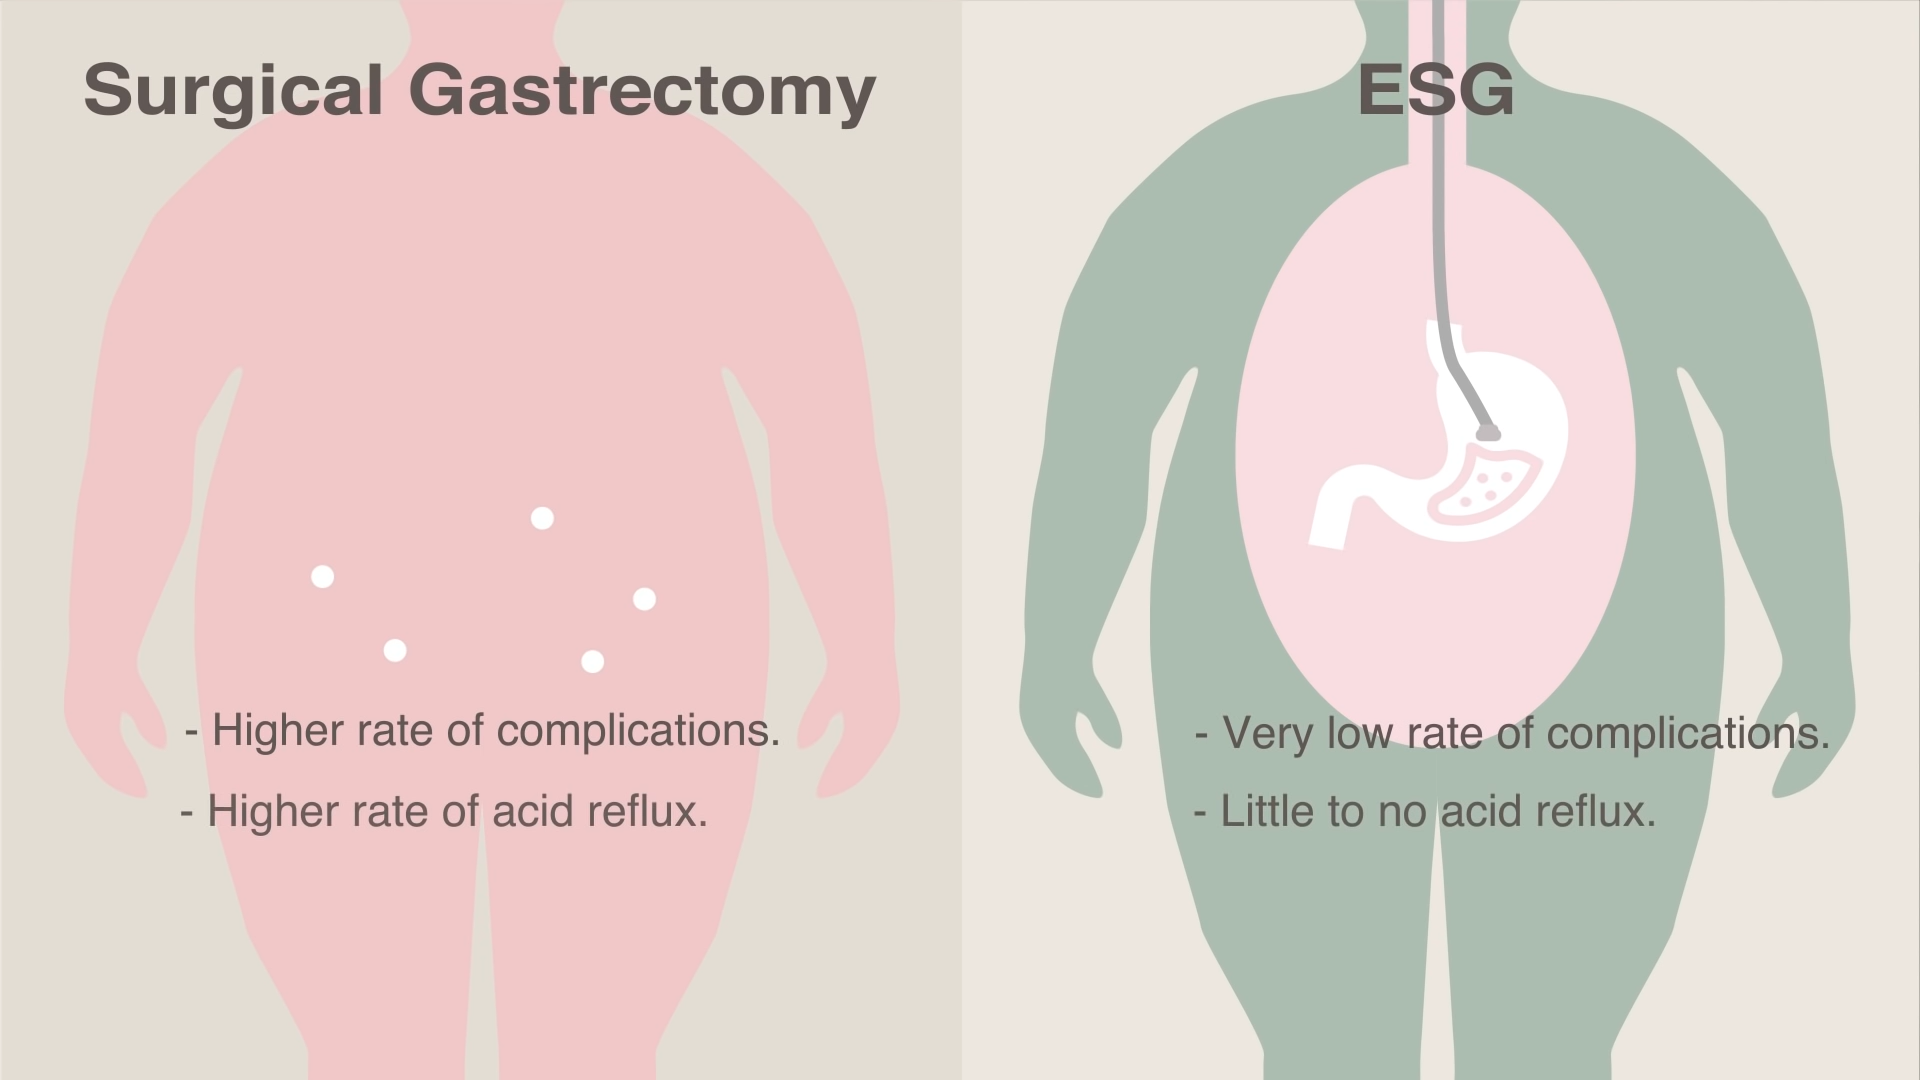 Surgical Gastrectomy
- Higher rate of complications.
- Higher rate of acid reflux.
ESG
- Very low rate of complications.
- Little to no acid reflux.